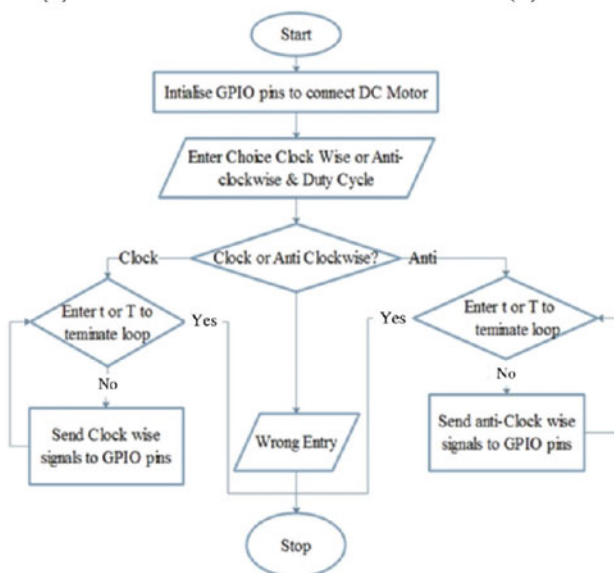 Start
Intialise GPIO pins to connect DC Motor
Enter Choice Clock Wise or Anti-
clockwise & Duty Cycle
Clock
Clock or Anti Clockwise?
Anti
Enter t or T to
teminate loop
Yes
Yes
Enter t or T to
teminate loop
No
No
Send Clock wise
signals to GPIO pins
Wrong Entry
Send anti-Clock wise
signals to GPIO pins
Stop